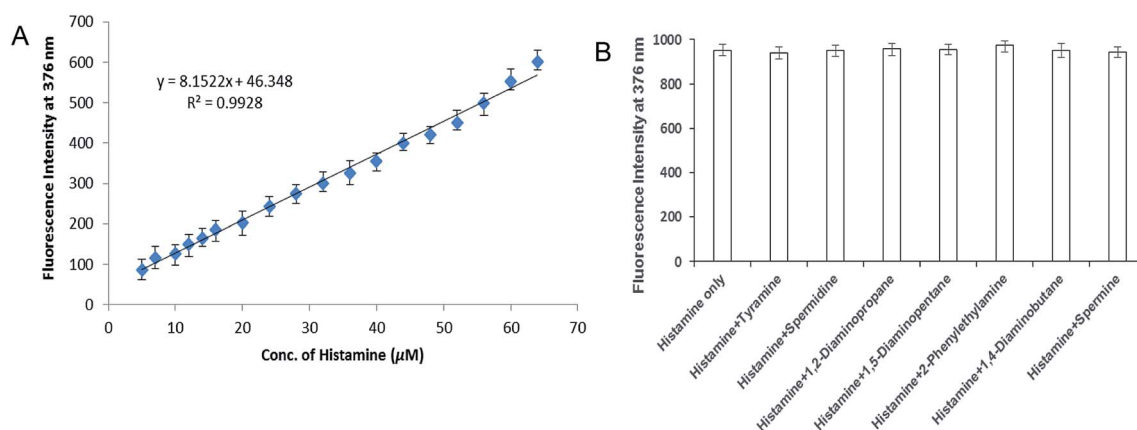 A
Fluorescence Intensity at 376 nm
700
600
500
400
300
200
100
0
y = 8.1522x + 46.348
R² = 0.9928
0 10 20 30 40 50 60 70
Conc. of Histamine (μM)
B
Fluorescence Intensity at 376 nm
1000
800
600
400
200
0
Histamine only
Histamine+Tyramine
Histamine+Spermidine
Histamine+1,2-Diaminopropane
Histamine+1,5-Diaminopentane
Histamine+2-Phenylethylamine
Histamine+1,4-Diaminobutane
Histamine+Spermine